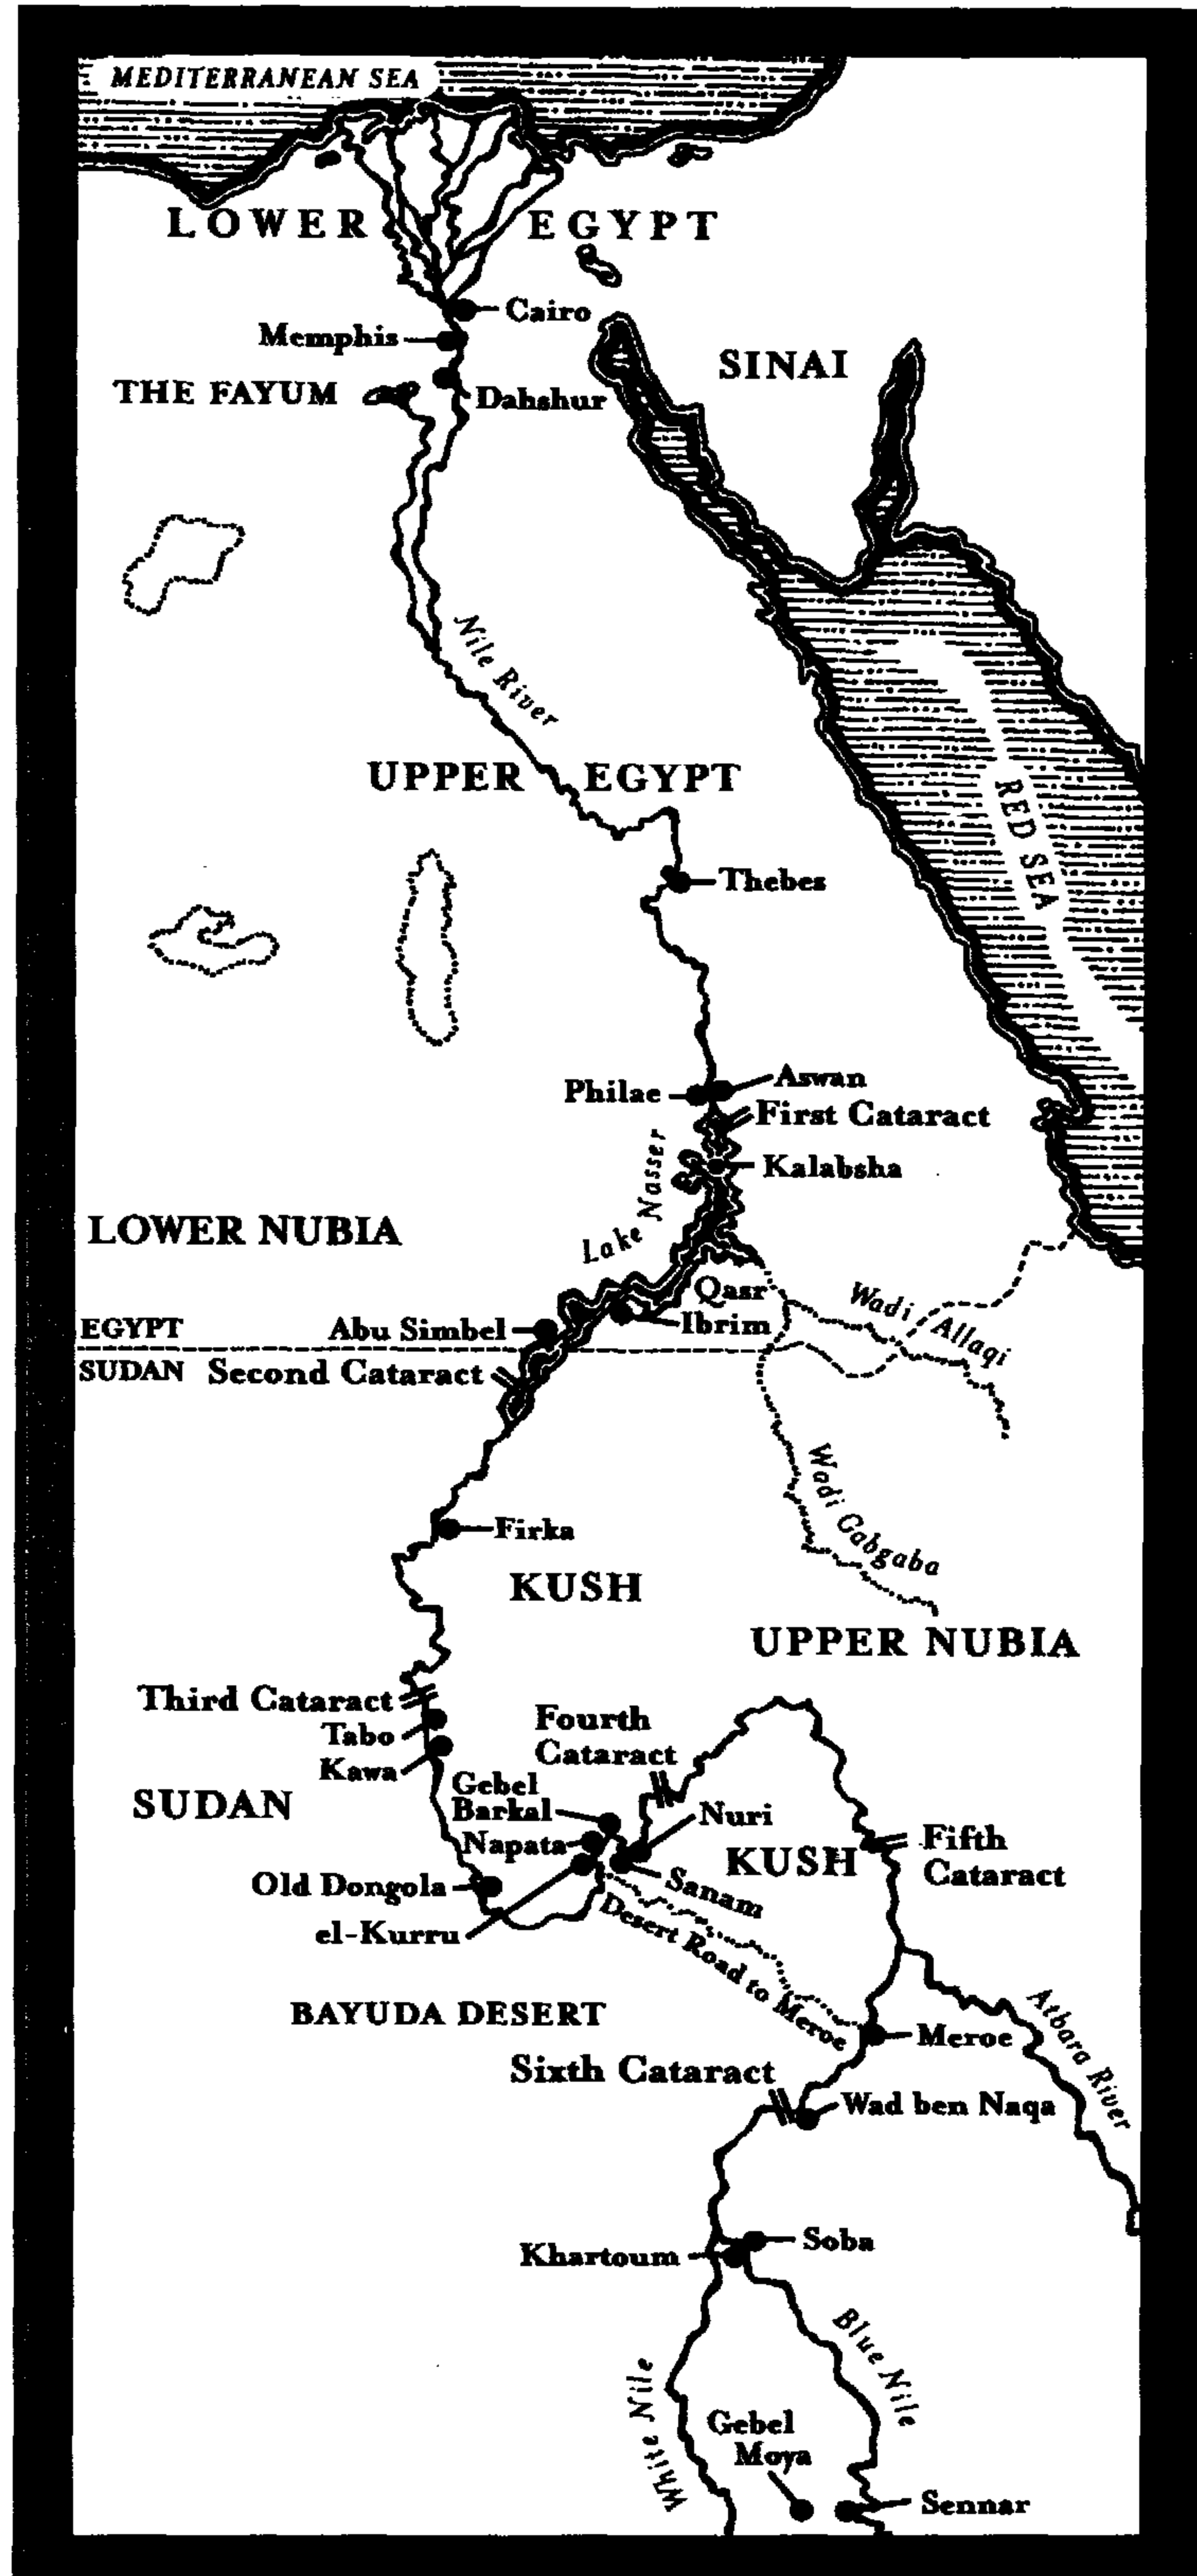 MEDITERRANEAN SEA
LOWER EGYPT
Cairo
Memphis
SINAI
THE FAYUM
Dahshur
Nile River
UPPER EGYPT
RED SEA
Thebes
Aswan
Philae
First Cataract
Kalabsha
Lake Nasser
LOWER NUBIA
Qasr
Ibrim
Wadi Allaqi
EGYPT
Abu Simbel
SUDAN
Second Cataract
Wadi Gabgaba
Firka
KUSH
UPPER NUBIA
Third Cataract
Tabo
Kawa
Fourth
Cataract
SUDAN
Gebel
Barkal
Nuri
Napata
KUSH
Fifth
Cataract
Sanam
Old Dongola
el-Kurru
Desert Road to Meroe
BAYUDA DESERT
Meroe
Atbara River
Sixth Cataract
Wad ben Naqa
Soba
Khartoum
Blue Nile
White Nile
Gebel
Moya
Sennar